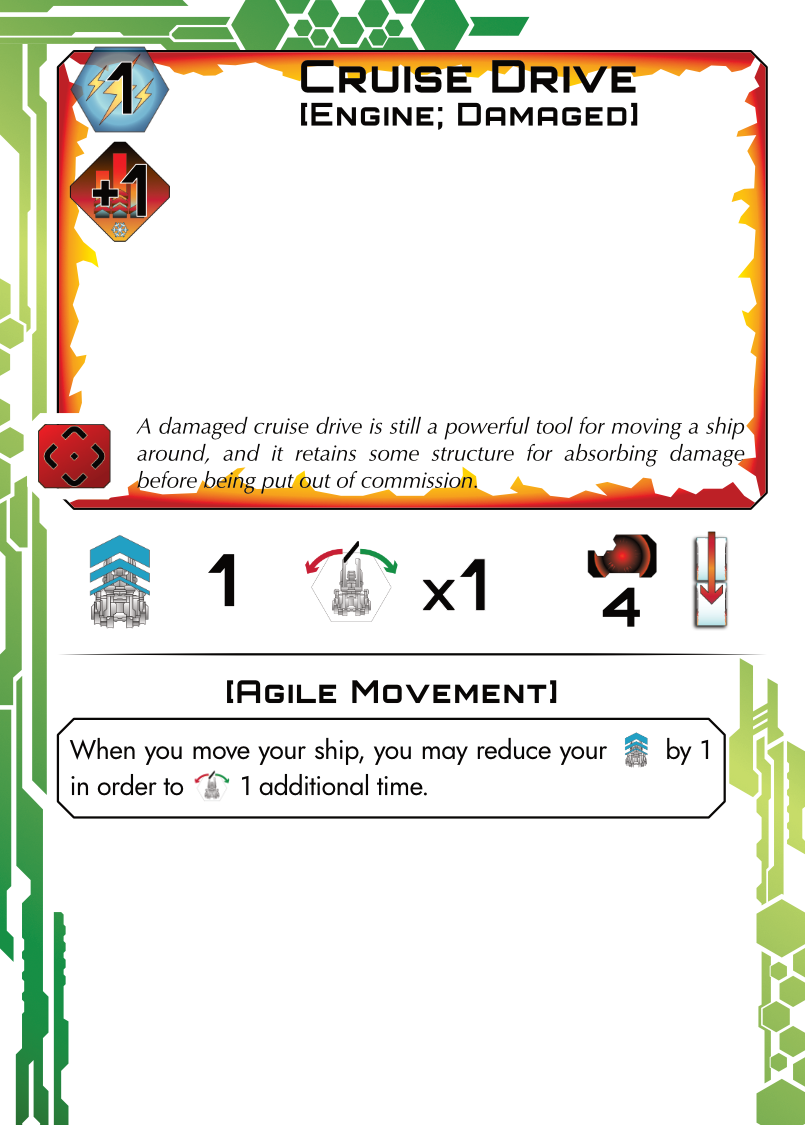 1
Cruise Drive
[Engine; Damaged]
+1
A damaged cruise drive is still a powerful tool for moving a ship
around, and it retains some structure for absorbing damage
before being put out of commission.
1
x1
4
[Agile Movement]
When you move your ship, you may reduce your by 1
in order to 1 additional time.